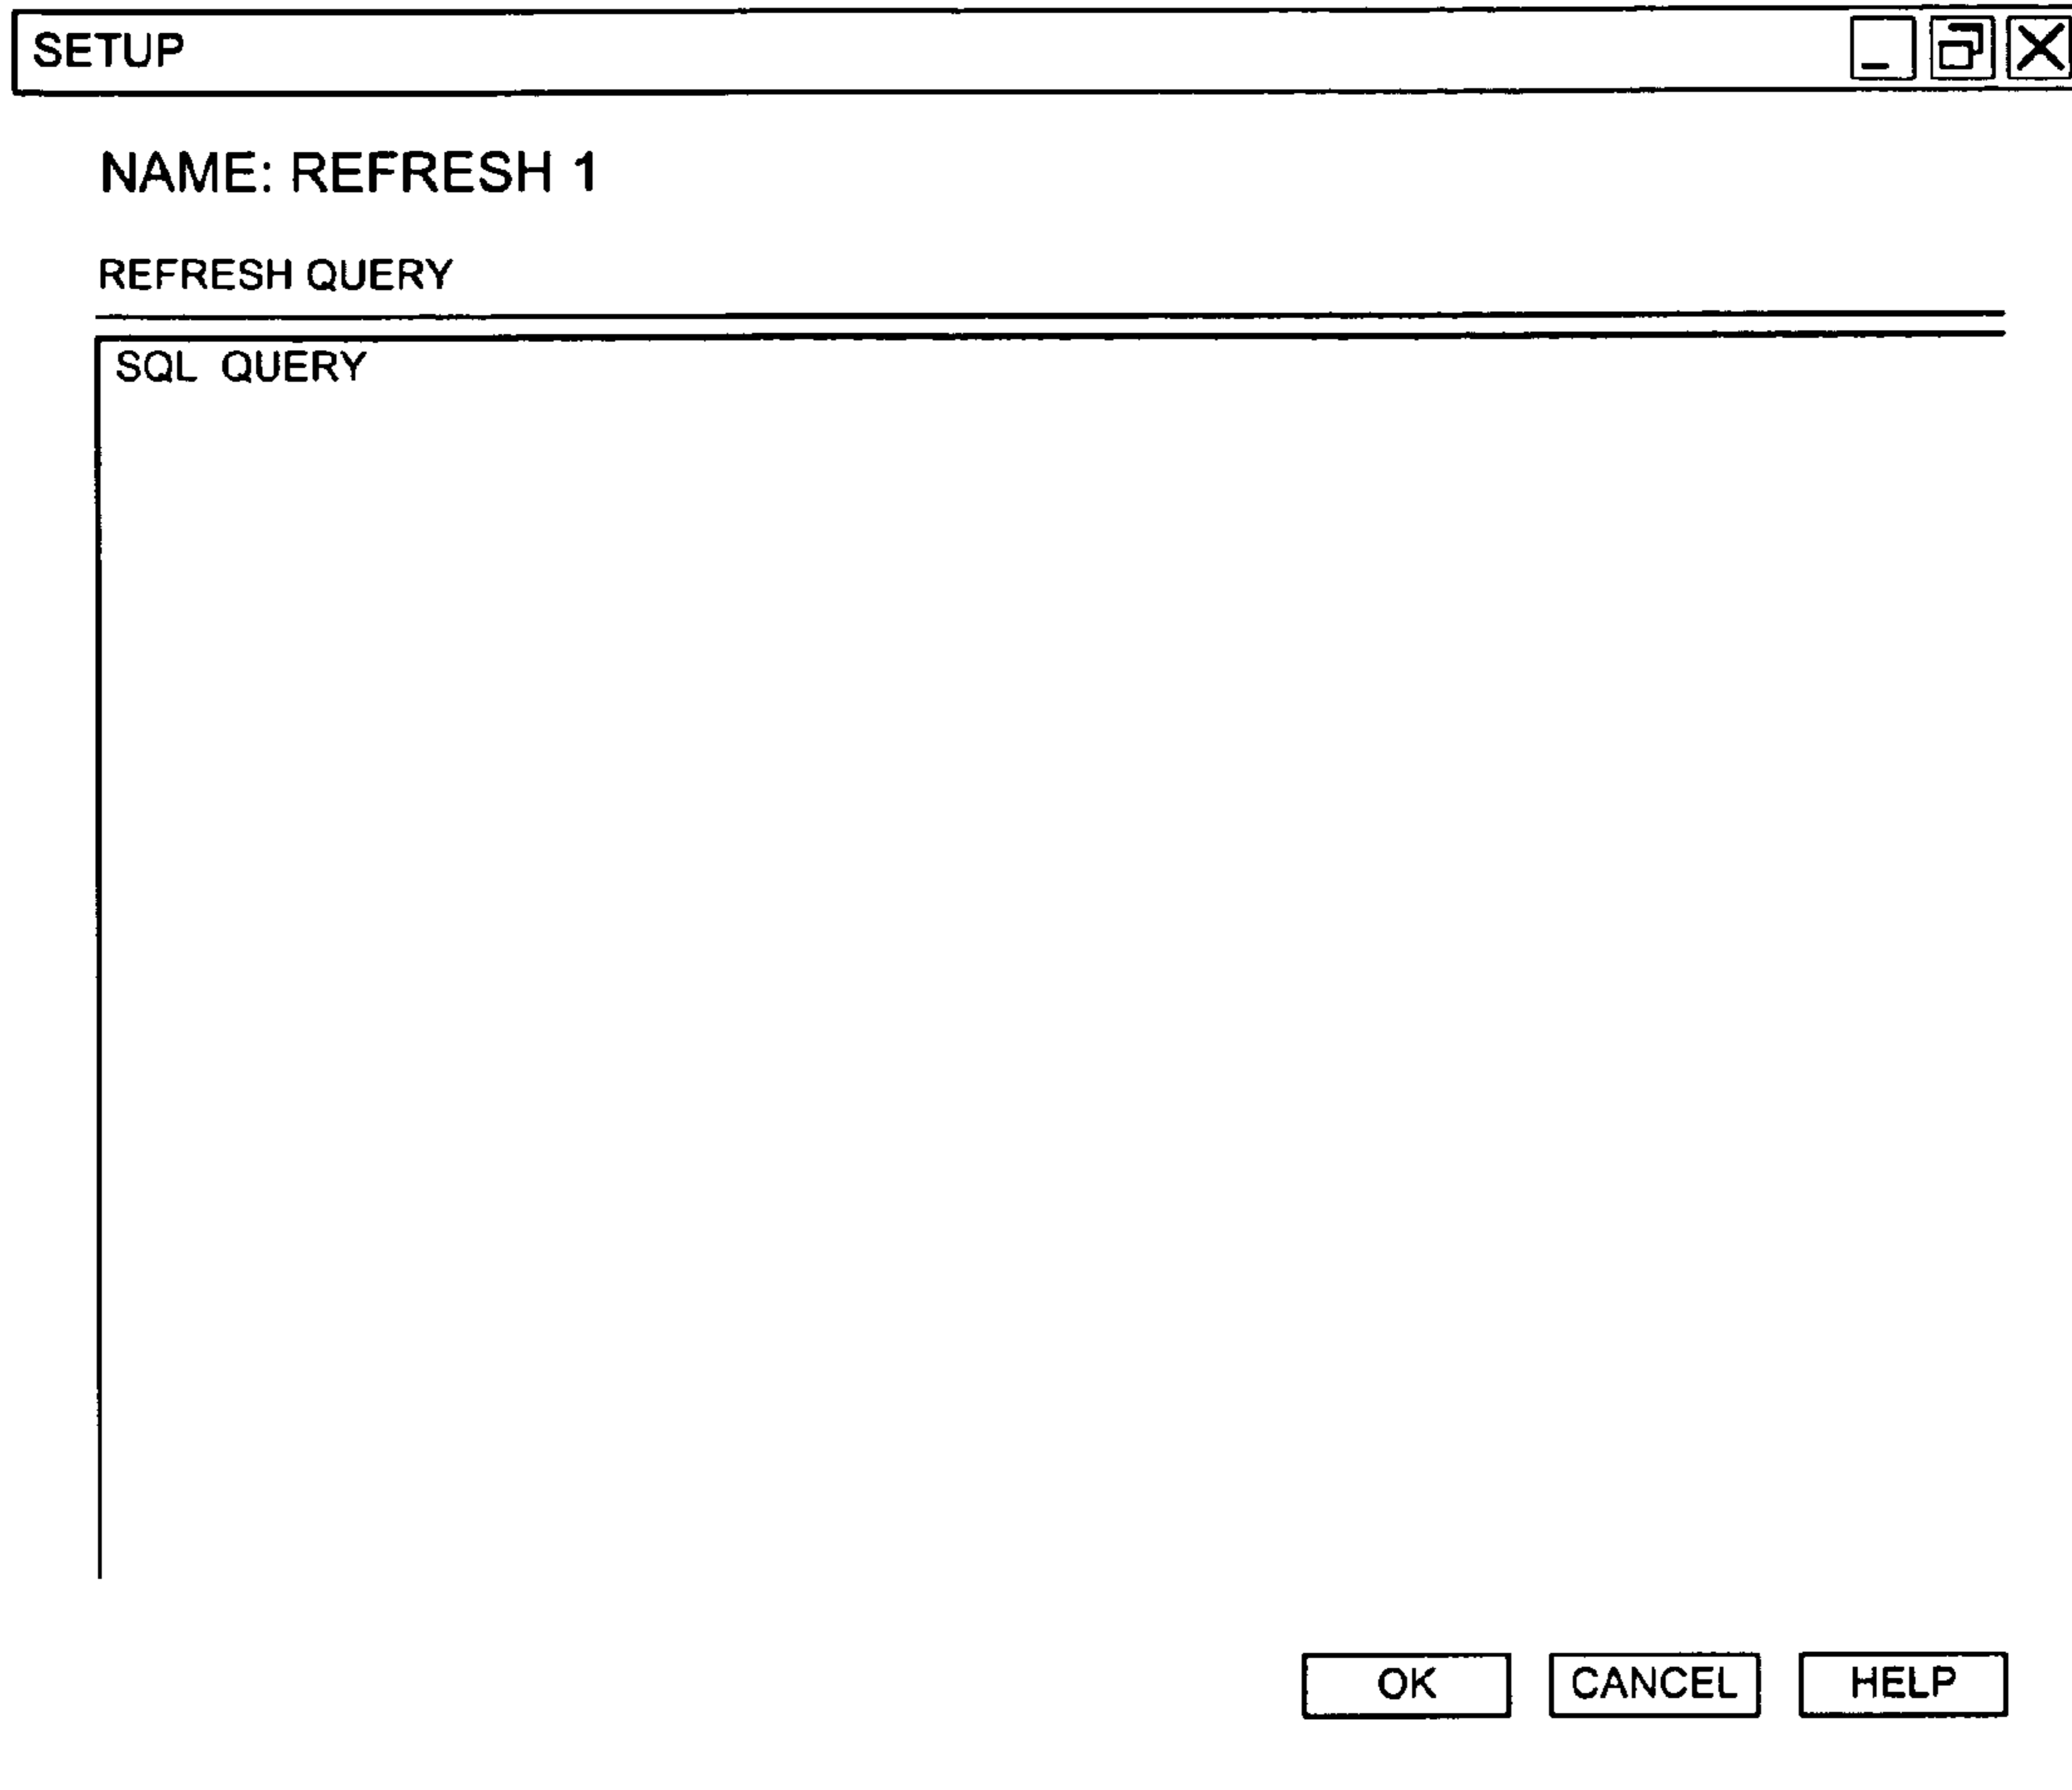 SETUP
NAME: REFRESH 1
REFRESH QUERY
SQL QUERY
OK CANCEL HELP